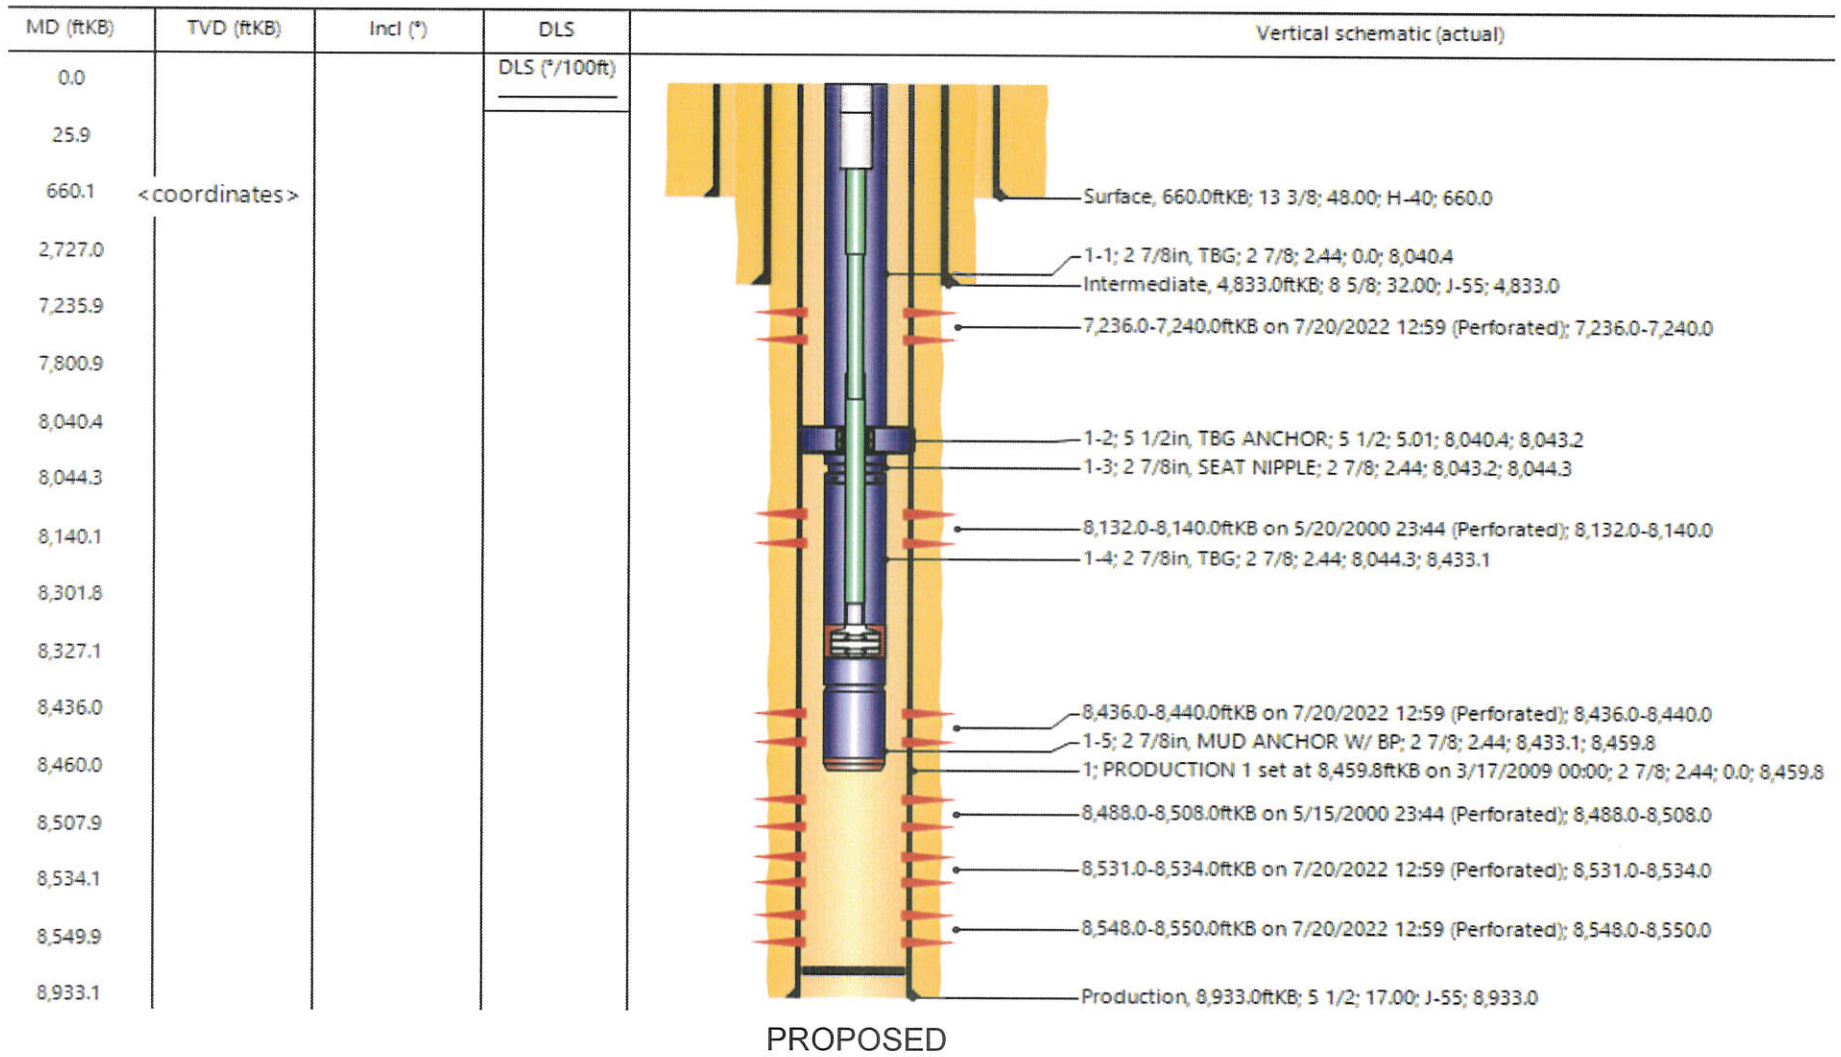 MD (ftKB) TVD (ftKB) Incl (°) DLS Vertical schematic (actual)
DLS (°/100ft)
0.0
25.9
660.1 <coordinates>
Surface, 660.0ftKB; 13 3/8; 48.00; H-40; 660.0
2,727.0
1-1; 2 7/8in, TBG; 2 7/8; 2.44; 0.0; 8,040.4
Intermediate, 4,833.0ftKB; 8 5/8; 32.00; J-55; 4,833.0
7,235.9
7,236.0-7,240.0ftKB on 7/20/2022 12:59 (Perforated); 7,236.0-7,240.0
7,800.9
8,040.4
1-2; 5 1/2in, TBG ANCHOR; 5 1/2; 5.01; 8,040.4; 8,043.2
1-3; 2 7/8in, SEAT NIPPLE; 2 7/8; 2.44; 8,043.2; 8,044.3
8,044.3
8,132.0-8,140.0ftKB on 5/20/2000 23:44 (Perforated); 8,132.0-8,140.0
8,140.1
1-4; 2 7/8in, TBG; 2 7/8; 2.44; 8,044.3; 8,433.1
8,301.8
8,327.1
8,436.0
8,436.0-8,440.0ftKB on 7/20/2022 12:59 (Perforated); 8,436.0-8,440.0
1-5; 2 7/8in, MUD ANCHOR W/ BP; 2 7/8; 2.44; 8,433.1; 8,459.8
8,460.0
1; PRODUCTION 1 set at 8,459.8ftKB on 3/17/2009 00:00; 2 7/8; 2.44; 0.0; 8,459.8
8,488.0-8,508.0ftKB on 5/15/2000 23:44 (Perforated); 8,488.0-8,508.0
8,507.9
8,531.0-8,534.0ftKB on 7/20/2022 12:59 (Perforated); 8,531.0-8,534.0
8,534.1
8,548.0-8,550.0ftKB on 7/20/2022 12:59 (Perforated); 8,548.0-8,550.0
8,549.9
8,933.1
Production, 8,933.0ftKB; 5 1/2; 17.00; J-55; 8,933.0
PROPOSED